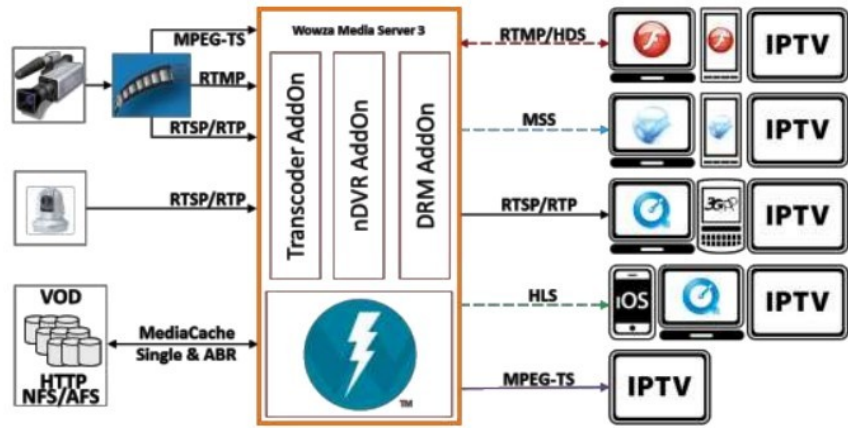 Wowza Media Server 3
MPEG-TS
RTMP
RTSP/RTP
RTSP/RTP
VOD
HTTP
NFS/AFS
MediaCache
Single & ABR
Transcoder AddOn
nDVR AddOn
DRM AddOn
TM
RTMP/HDS
IPTV
MSS
IPTV
RTSP/RTP
3GPP
IPTV
HLS
iOS
IPTV
MPEG-TS
IPTV